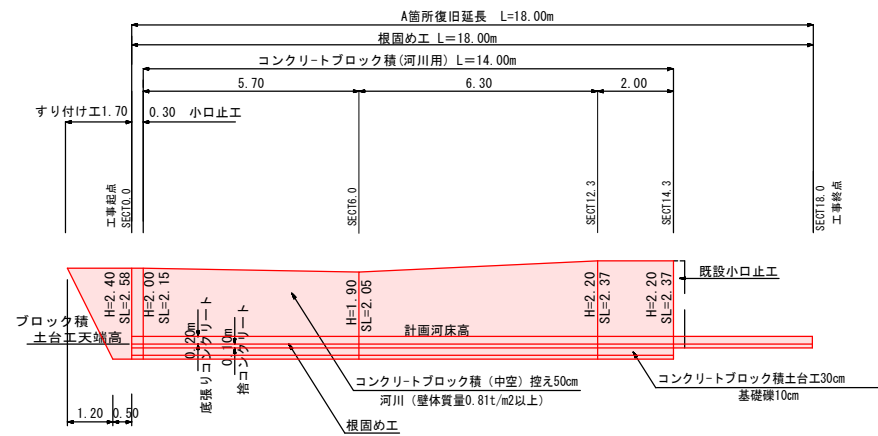 A箇所復旧延長 L=18.00m
根固め工 L=18.00m
コンクリートブロック積(河川用) L=14.00m
5.70
6.30
2.00
すり付け工1.70
0.30 小口止工
工事起点
SECT0.0
SECT6.0
SECT12.3
SECT14.3
SECT18.0
工事終点
H=2.40
SL=2.58
H=2.00
SL=2.15
H=1.90
SL=2.05
H=2.20
SL=2.37
H=2.20
SL=2.37
既設小口止工
ブロック積
土台工天端高
0.20m
底張りコンクリート
0.10m
捨コンクリート
計画河床高
コンクリートブロック積（中空）控え50cm
河川（壁体質量0.81t/m2以上）
コンクリートブロック積土台工30cm
基礎礫10cm
根固め工
1.20
0.50